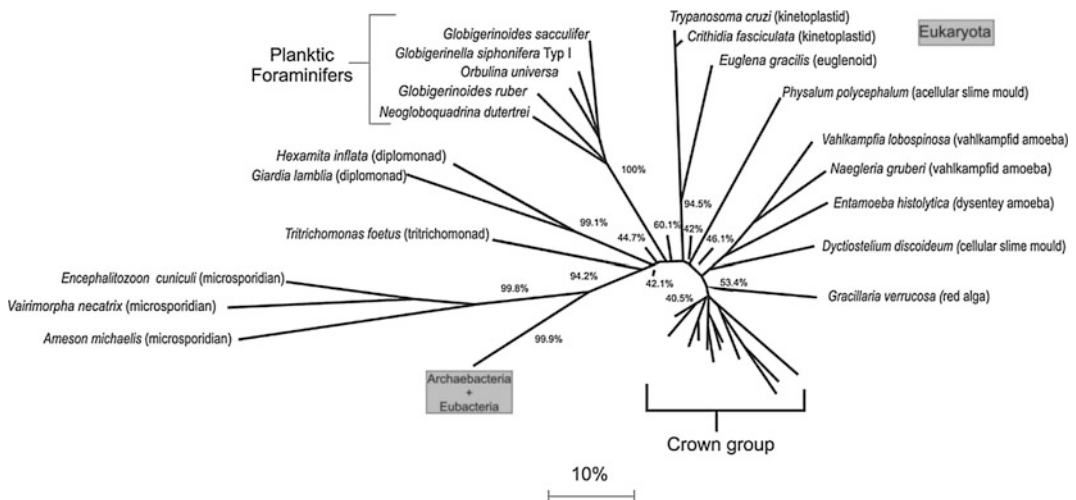 Trypanosoma cruzi (kinetoplastid)
Crithidia fasciculata (kinetoplastid)
Eukaryota
Globigerinoides sacculifer
Globigerinella siphonifera Typ I
Euglena gracilis (euglenoid)
Planktic
Foraminifers
Orbulina universa
Globigerinoides ruber
Physalum polycephalum (acellular slime mould)
Neogloboquadrina dutertrei
Vahlkampfia lobospinosa (vahlkampfid amoeba)
Hexamita inflata (diplomonad)
Giardia lamblia (diplomonad)
100%
Naegleria gruberi (vahlkampfid amoeba)
94.5%
Entamoeba histolytica (dysentey amoeba)
99.1%
60.1%
42%
Tritrichomonas foetus (tritrichomonad)
44.7%
46.1%
Dyctiostelium discoideum (cellular slime mould)
Encephalitozoon cuniculi (microsporidian)
94.2%
42.1%
53.4%
99.8%
40.5%
Gracillaria verrucosa (red alga)
Vairimorpha necatrix (microsporidian)
Ameson michaelis (microsporidian)
99.9%
Archaebacteria
+
Eubacteria
Crown group
10%